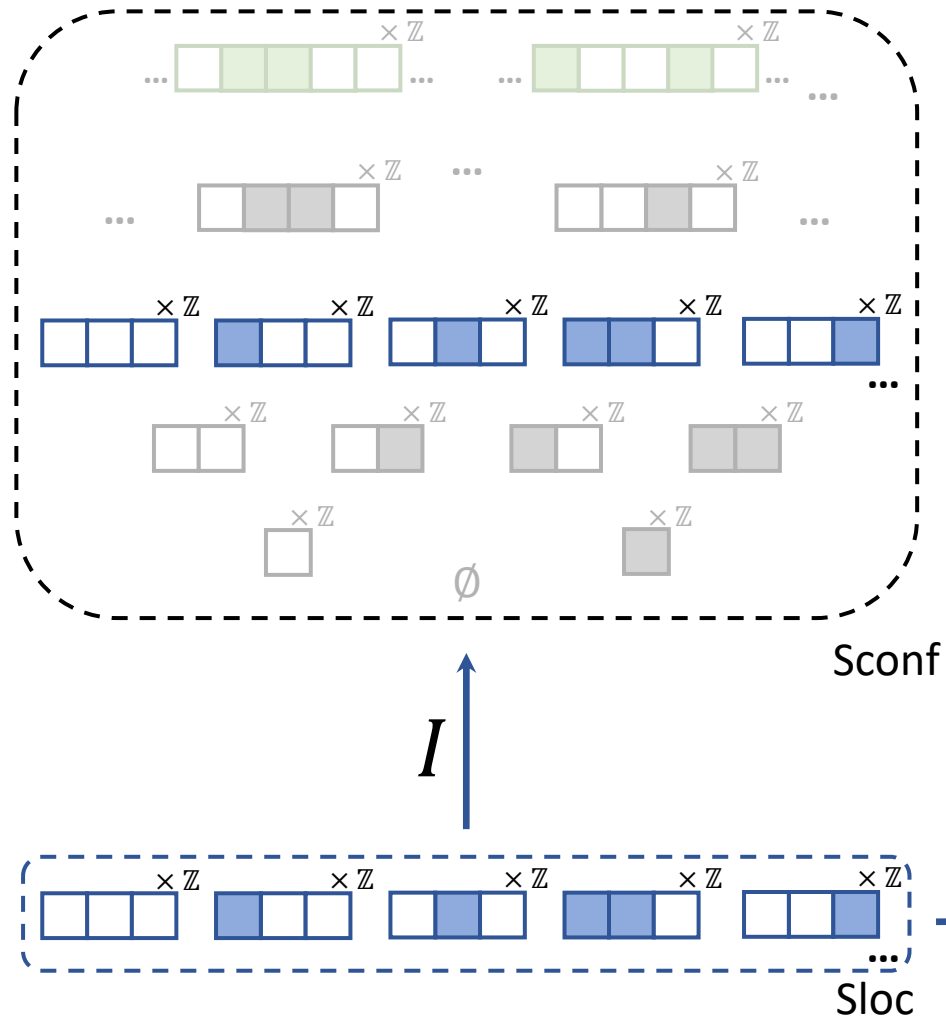 × ℤ × ℤ
... ... ... ... ...
× ℤ ... × ℤ
... ...
× ℤ × ℤ × ℤ × ℤ × ℤ
...
× ℤ × ℤ × ℤ × ℤ
× ℤ × ℤ
∅
Sconf
I
× ℤ × ℤ × ℤ × ℤ × ℤ
...
Sloc